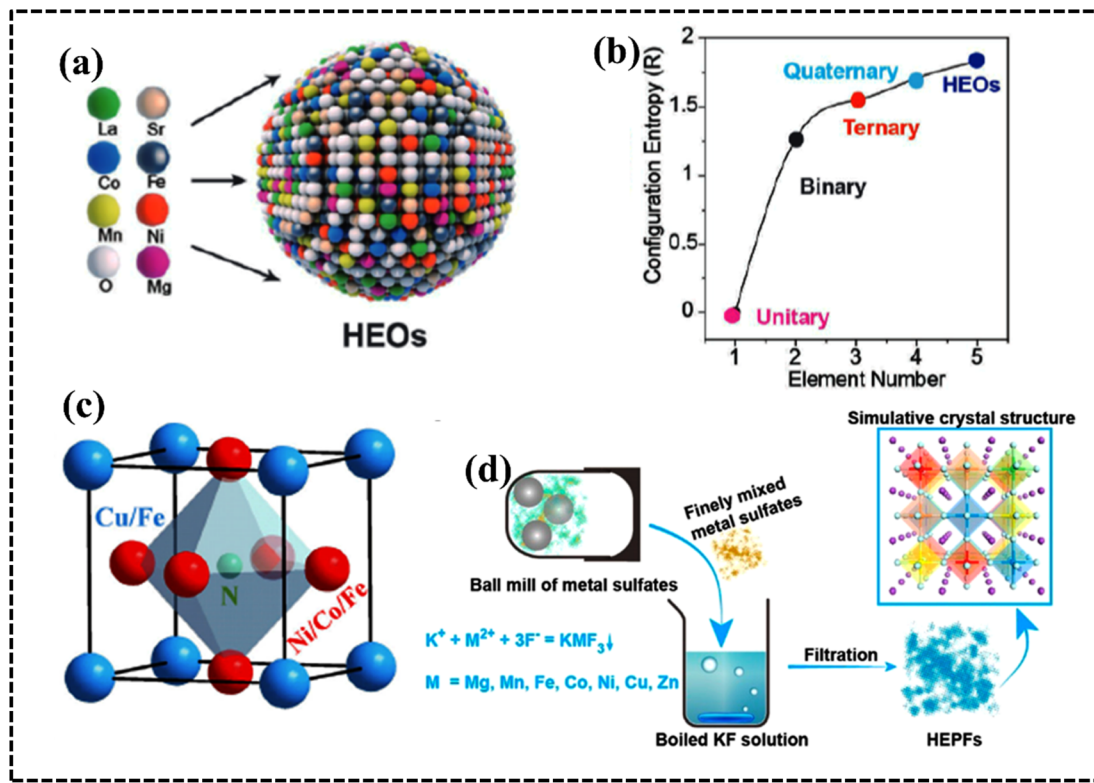 (a)
La Sr
Co Fe
Mn Ni
O Mg
HEOs
(b)
Configuration Entropy (R)
2
1.5
1
0.5
0
Quaternary
HEOs
Ternary
Binary
Unitary
1 2 3 4 5
Element Number
(c)
Cu/Fe
N
Ni/Co/Fe
(d)
Ball mill of metal sulfates
Finely mixed
metal sulfates
K⁺ + M²⁺ + 3F⁻ = KMF₃↓
M = Mg, Mn, Fe, Co, Ni, Cu, Zn
Boiled KF solution
Filtration
HEPFs
Simulative crystal structure